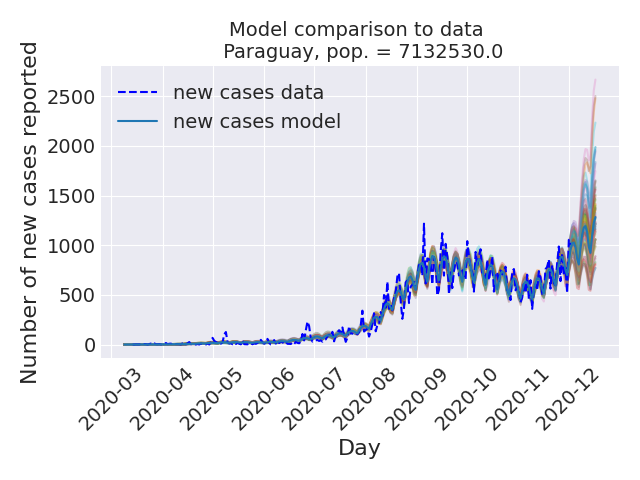 Model comparison to data
Paraguay, pop. = 7132530.0
Number of new cases reported
2500
2000
1500
1000
500
0
new cases data
new cases model
2020-03
2020-04
2020-05
2020-06
2020-07
2020-08
2020-09
2020-10
2020-11
2020-12
Day